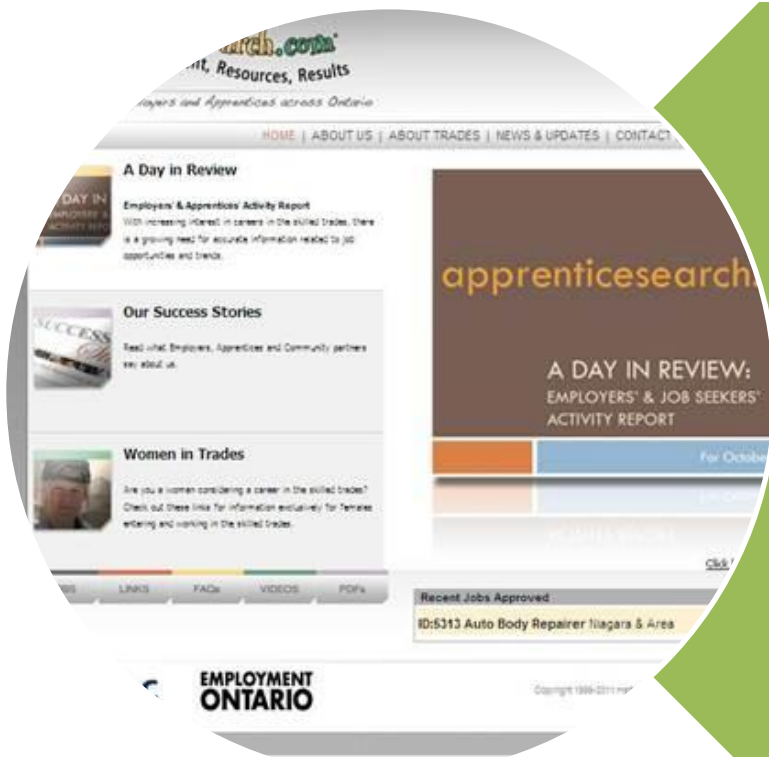 .com
Resources, Results
and Apprentices across Ontario
HOME | ABOUT US | ABOUT TRADES | NEWS & UPDATES | CONTACT
A Day in Review
Employers' & Apprentices' Activity Report
With increasing interest in careers in the skilled trades, there
is a growing need for accurate information related to job
opportunities and trends.
DAY IN
Our Success Stories
Read what Employers, Apprentices and Community partners
say about us.
SUCCESS
Women in Trades
Are you a women considering a career in the skilled trades?
Check out these links for information exclusively for females
entering and working in the skilled trades.
LINKS FAQs VIDEOS PDFs
apprenticesearch.
A DAY IN REVIEW:
EMPLOYERS' & JOB SEEKERS'
ACTIVITY REPORT
For October
Click
Recent Jobs Approved
ID:5313 Auto Body Repairer Niagara & Area
EMPLOYMENT
ONTARIO
Copyright 1999-2011